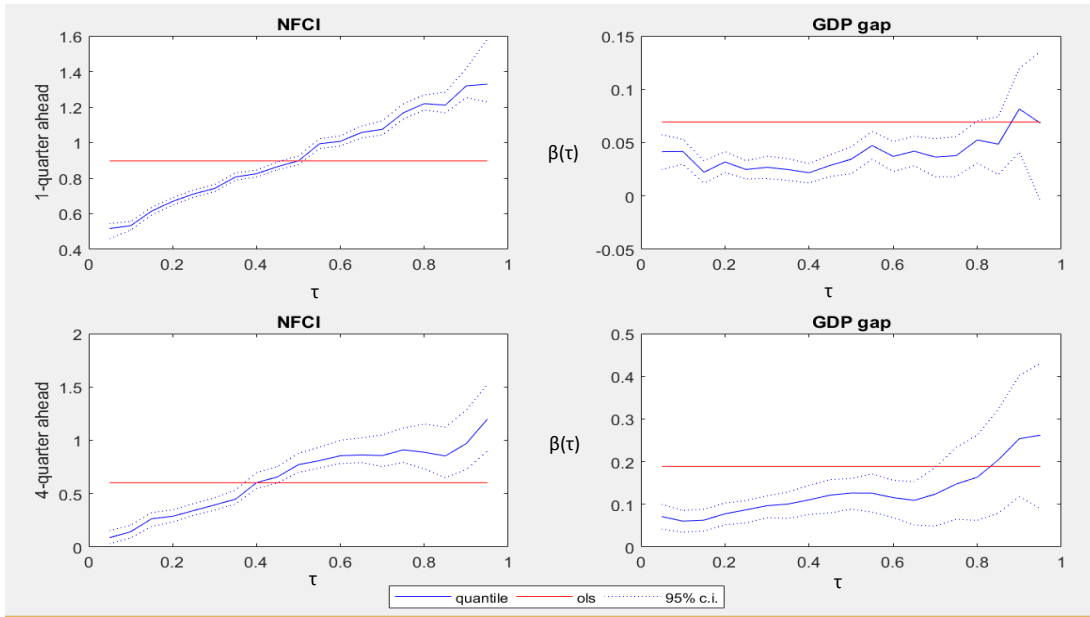 NFCI
GDP gap
1-quarter ahead
1.6
1.4
1.2
1
0.8
0.6
0.4
0 0.2 0.4 0.6 0.8 1
τ
β(τ)
0.15
0.1
0.05
0
-0.05
0 0.2 0.4 0.6 0.8 1
τ
NFCI
GDP gap
4-quarter ahead
2
1.5
1
0.5
0
0 0.2 0.4 0.6 0.8 1
τ
β(τ)
0.5
0.4
0.3
0.2
0.1
0
0 0.2 0.4 0.6 0.8 1
τ
quantile ols 95% c.i.